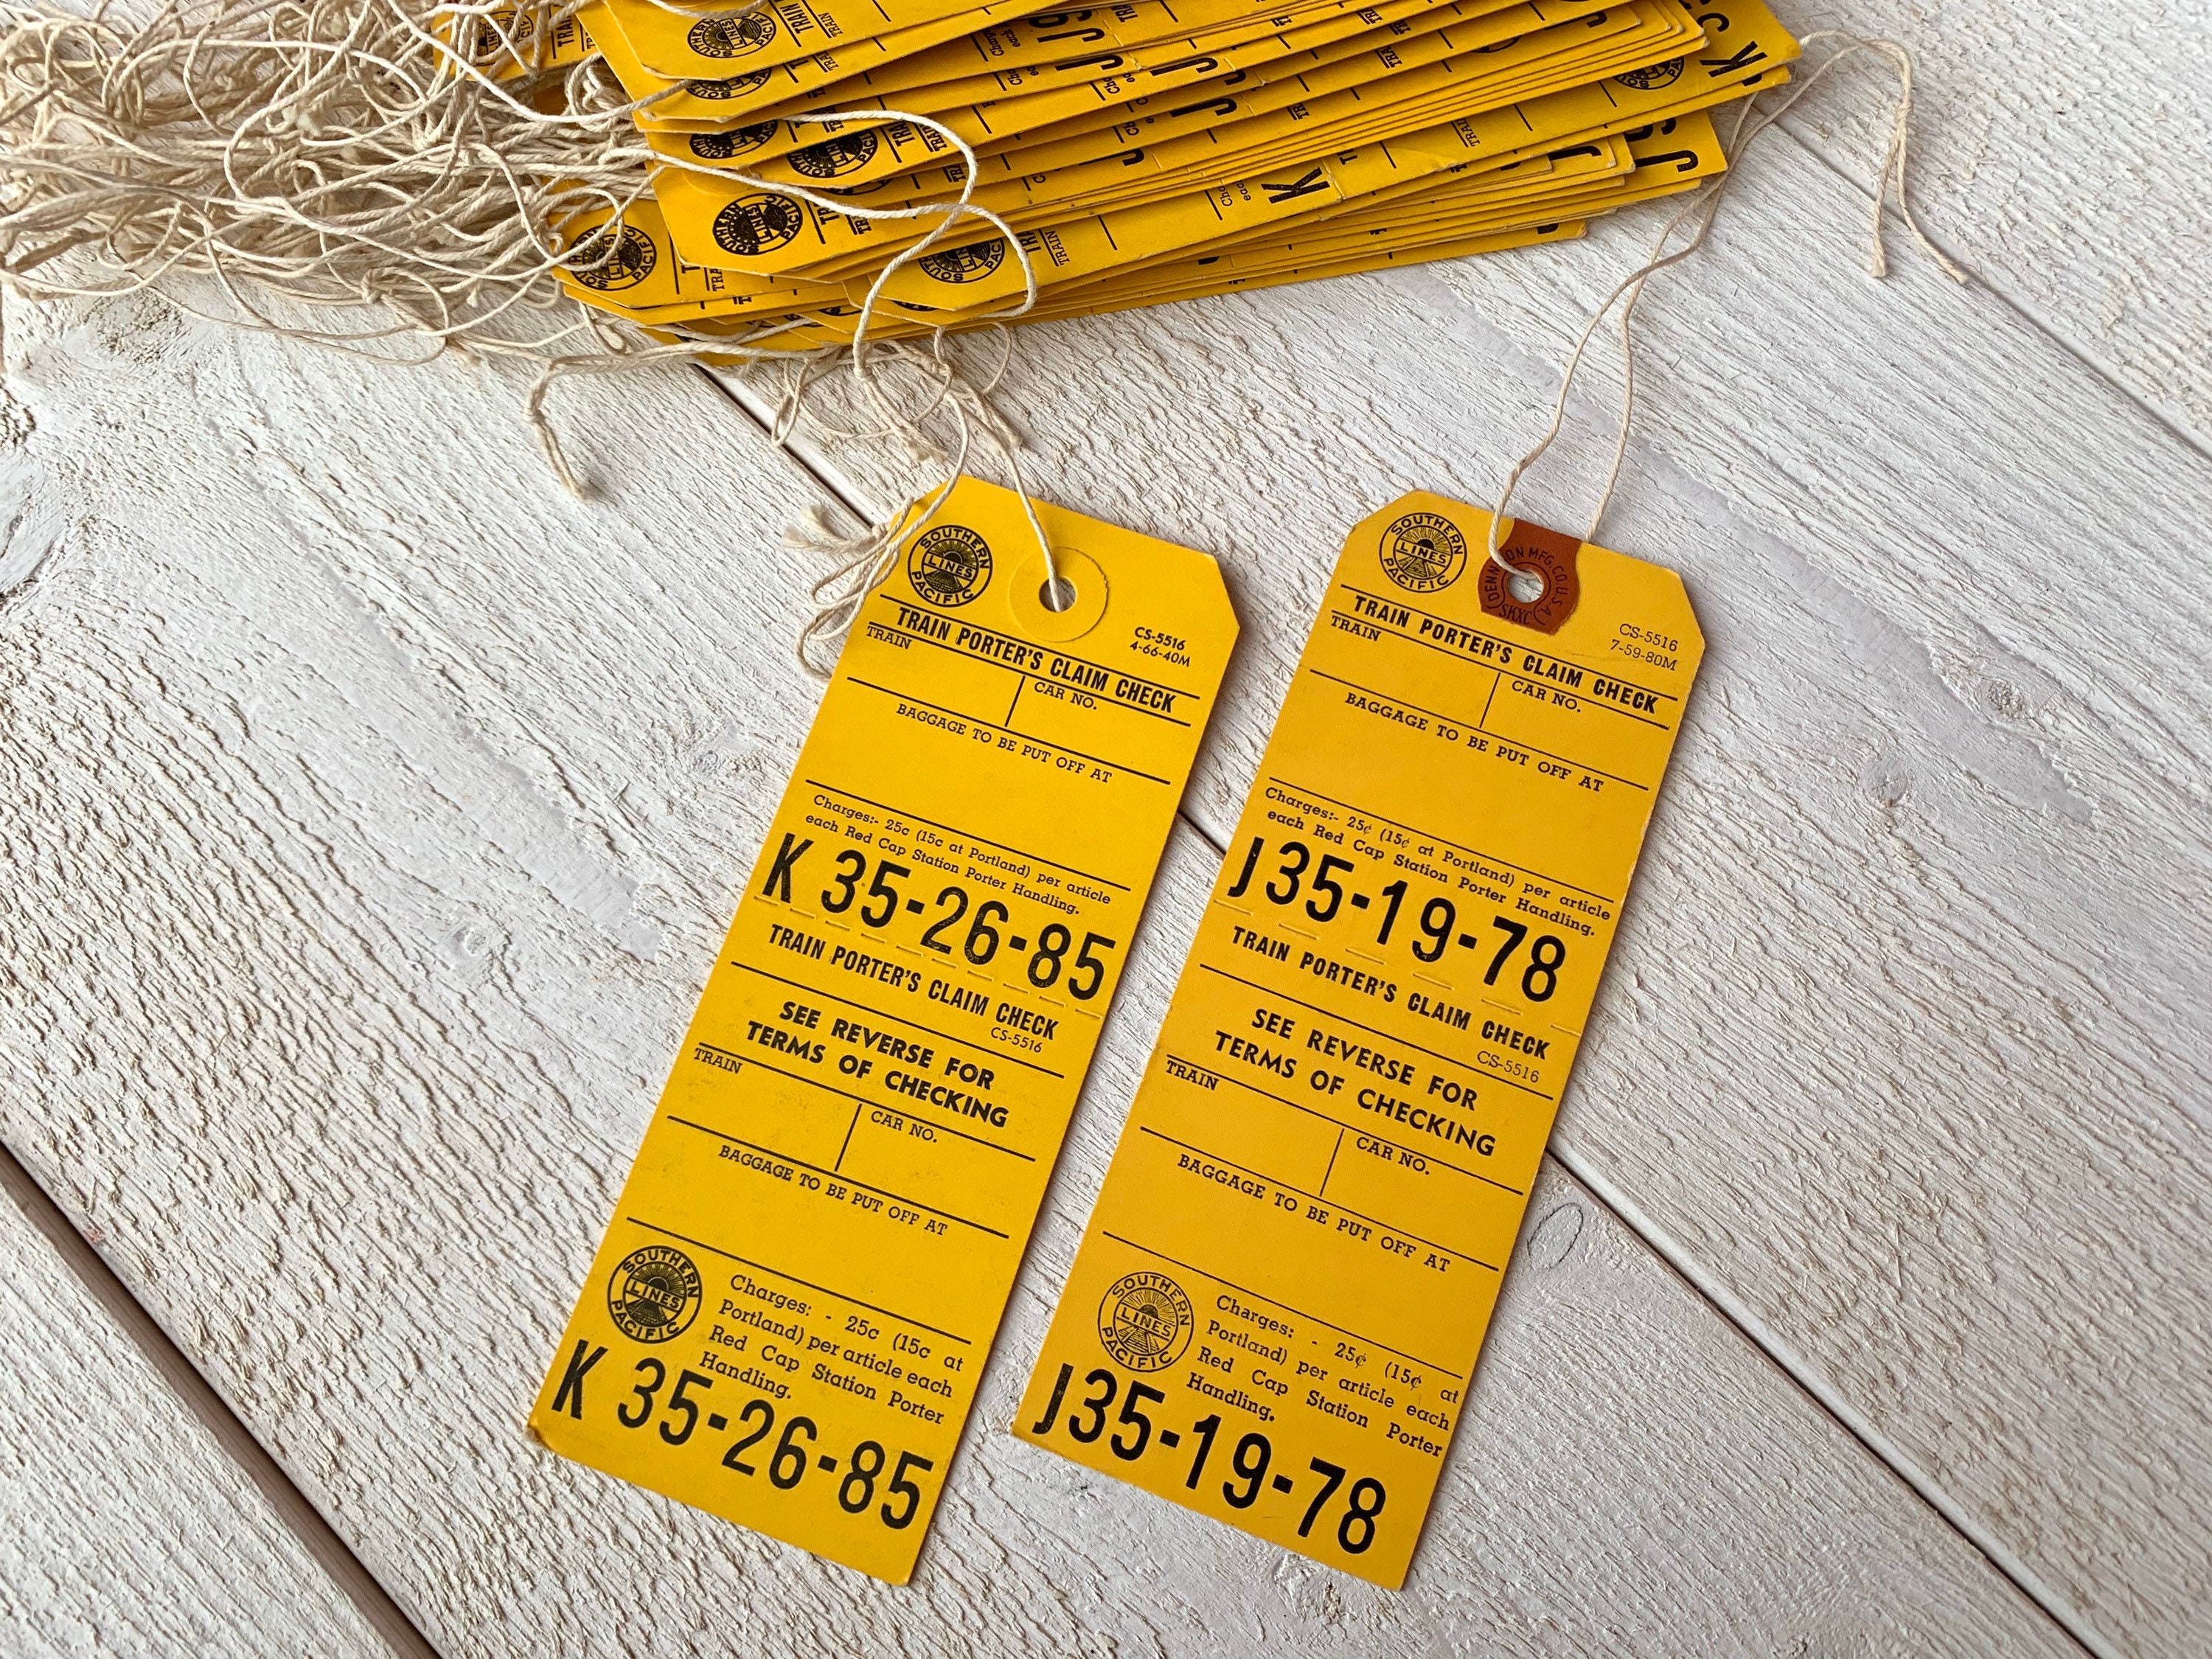 SOUTHERN
LINES
PACIFIC
CS-5516
4-66-40M
TRAIN PORTER'S CLAIM CHECK
TRAIN
CAR NO.
BAGGAGE TO BE PUT OFF AT
Charges:- 25c (15c at Portland) per article
each Red Cap Station Porter Handling.
K 35-26-85
TRAIN PORTER'S CLAIM CHECK
CS-5516
SEE REVERSE FOR
TERMS OF CHECKING
TRAIN
CAR NO.
BAGGAGE TO BE PUT OFF AT
SOUTHERN
LINES
PACIFIC
Charges: - 25c (15c at
Portland) per article each
Red Cap Station Porter
Handling.
K 35-26-85
SOUTHERN
LINES
PACIFIC
ON MFG.CO.U.S.A.
SKXC
CS-5516
7-59-80M
TRAIN PORTER'S CLAIM CHECK
TRAIN
CAR NO.
BAGGAGE TO BE PUT OFF AT
Charges:- 25¢ (15¢ at Portland) per article
each Red Cap Station Porter Handling.
J35-19-78
TRAIN PORTER'S CLAIM CHECK
CS-5516
SEE REVERSE FOR
TERMS OF CHECKING
TRAIN
CAR NO.
BAGGAGE TO BE PUT OFF AT
SOUTHERN
LINES
PACIFIC
Charges: - 25¢ (15¢ at
Portland) per article each
Red Cap Station Porter
Handling.
J35-19-78